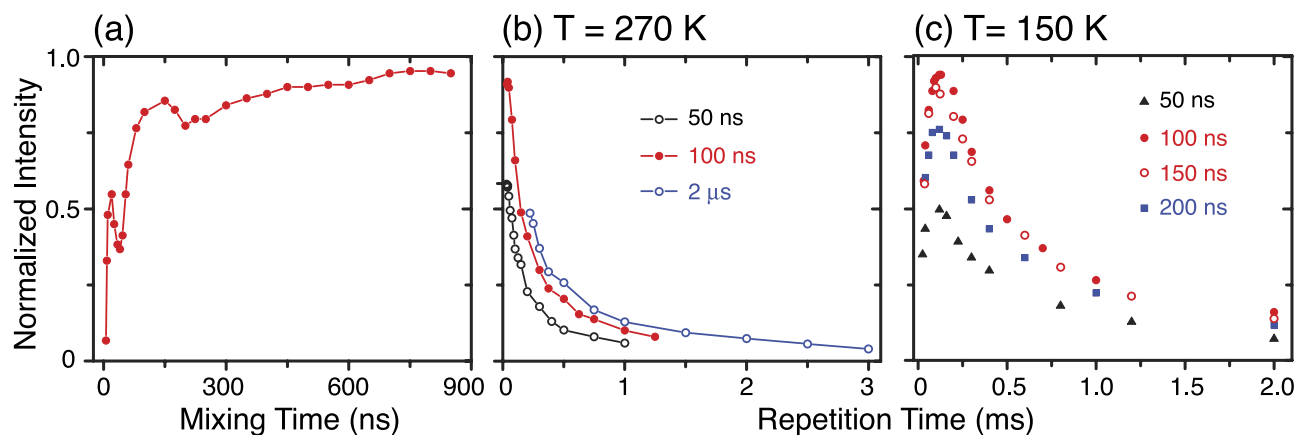 (a)
(b) T = 270 K
(c) T= 150 K
Normalized Intensity
1.0
0.5
0
50 ns
100 ns
2 μs
50 ns
100 ns
150 ns
200 ns
0 300 600 900
0 1 2 3
0 0.5 1.0 1.5 2.0
Mixing Time (ns)
Repetition Time (ms)